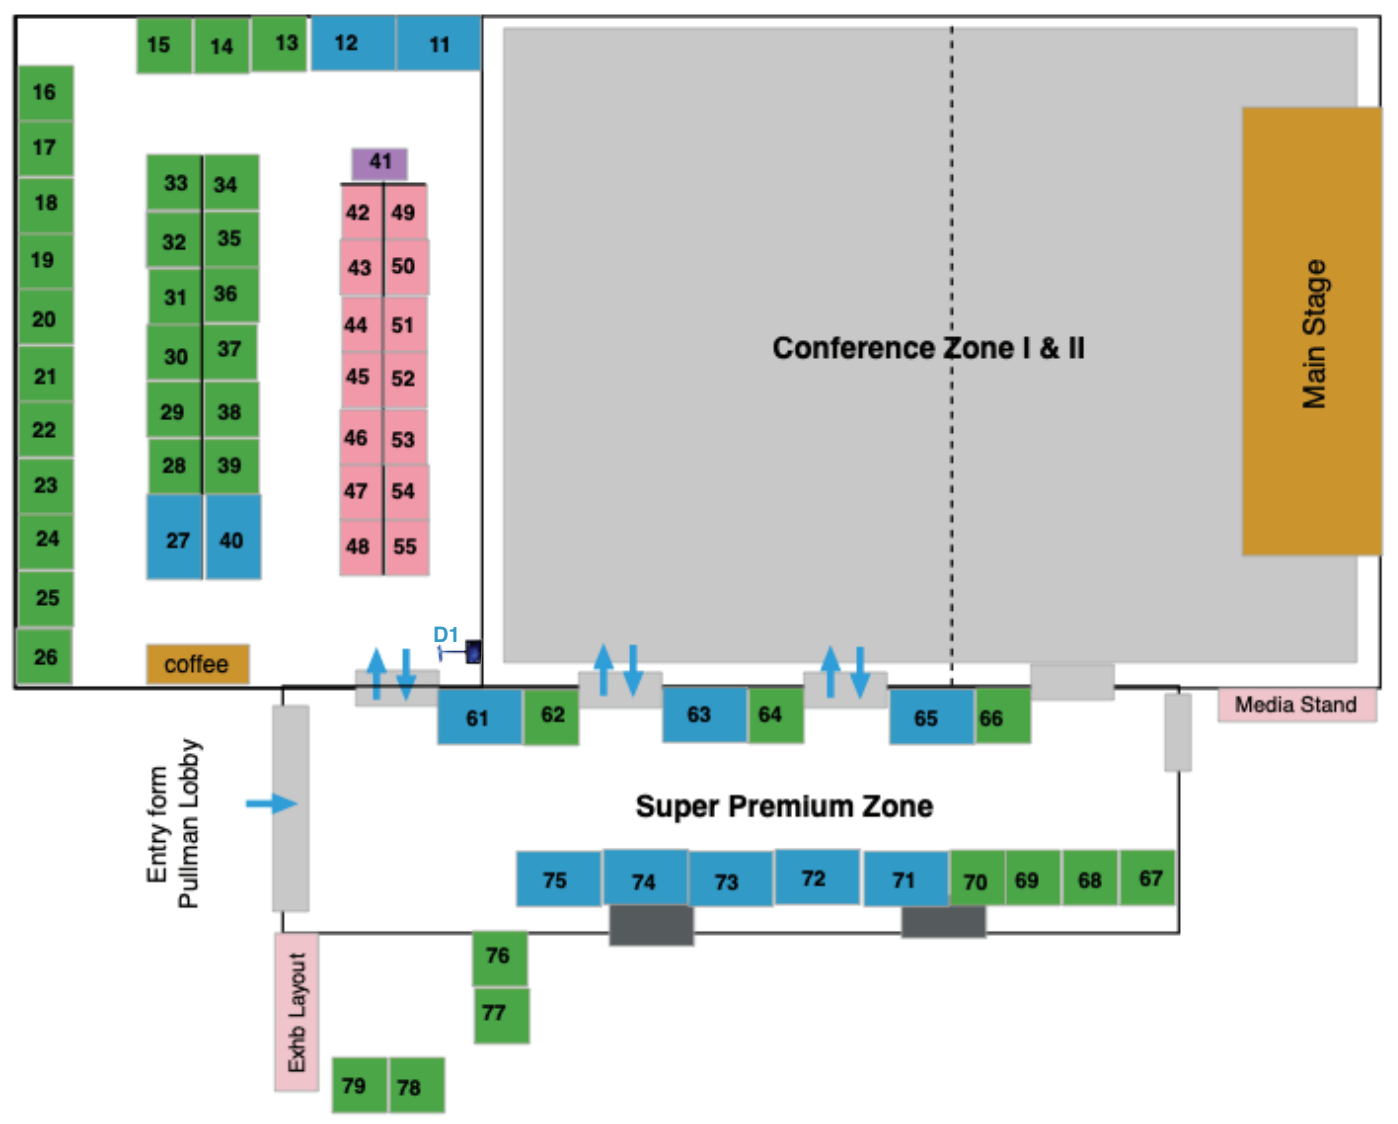 15 14 13 12 11
16
17
18
19
20
21
22
23
24
25
26
33 34
32 35
31 36
30 37
29 38
28 39
27 40
41
42 49
43 50
44 51
45 52
46 53
47 54
48 55
coffee
D1
Conference Zone I & II
Main Stage
Media Stand
61 62 63 64 65 66
Entry form
Pullman Lobby
Super Premium Zone
75 74 73 72 71 70 69 68 67
76
77
Exhb Layout
79 78